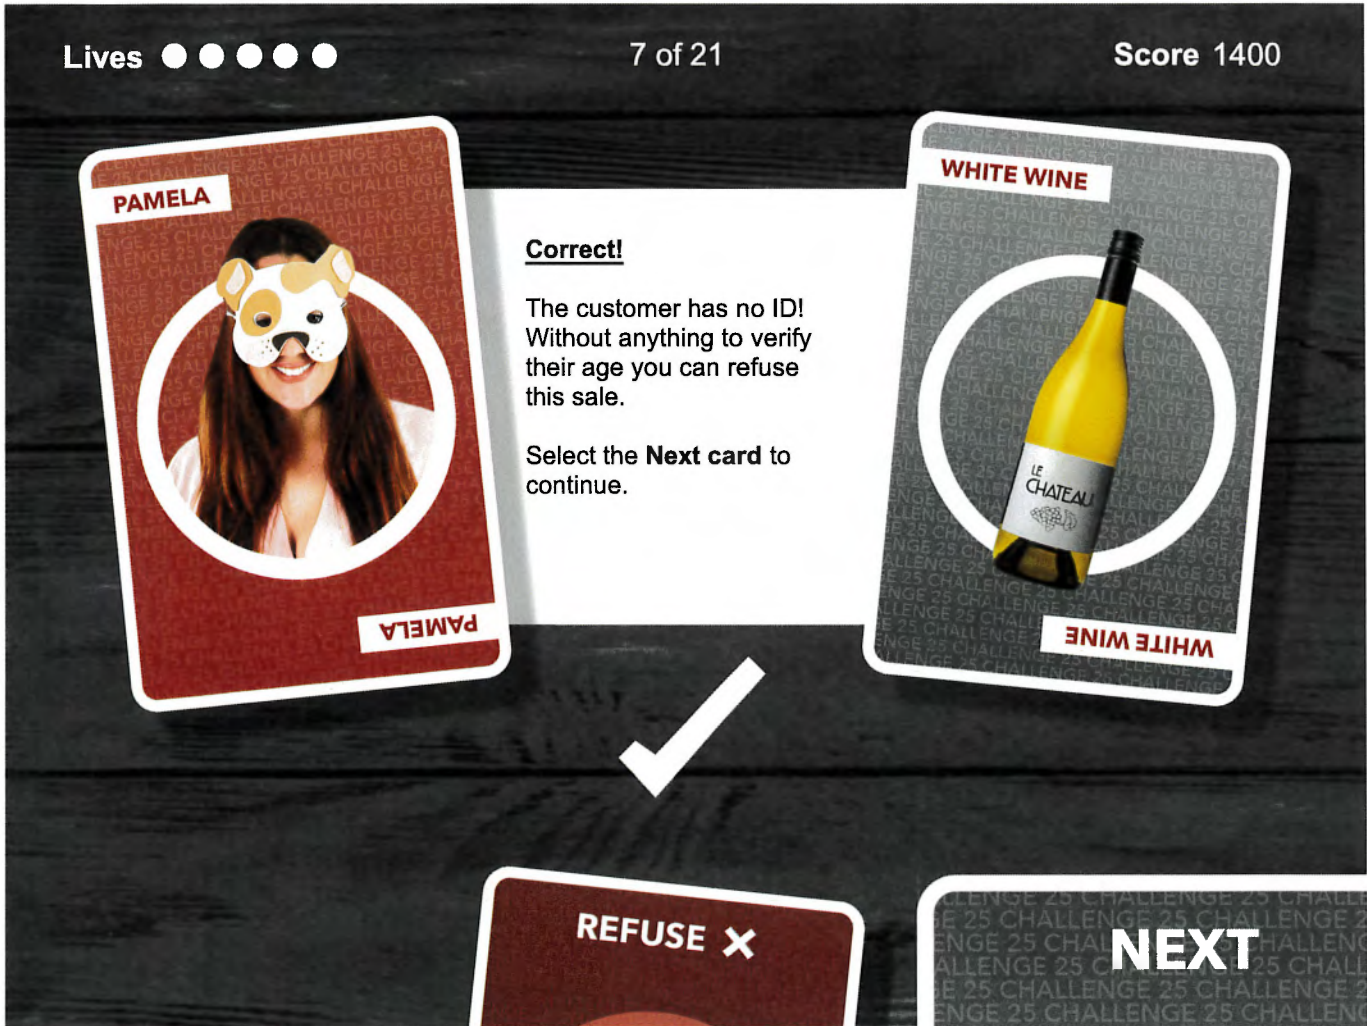 Lives
7 of 21
Score 1400
PAMELA
WHITE WINE
Correct!
The customer has no ID!
Without anything to verify
their age you can refuse
this sale.
Select the Next card to
continue.
LE
CHATEAU
PAMELA
WHITE WINE
REFUSE X
NEXT
CHALLENGE 25